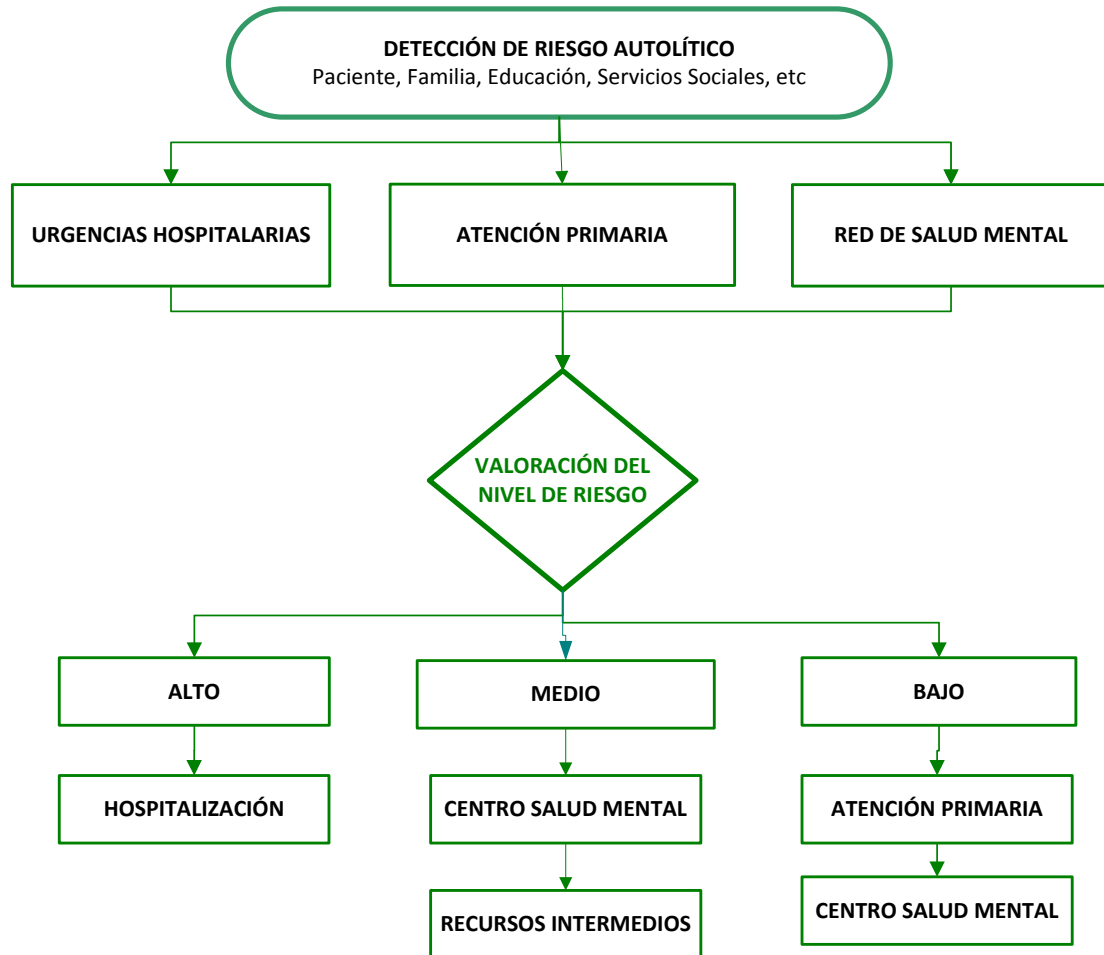 DETECCIÓN DE RIESGO AUTOLÍTICO
Paciente, Familia, Educación, Servicios Sociales, etc
URGENCIAS HOSPITALARIAS
ATENCIÓN PRIMARIA
RED DE SALUD MENTAL
VALORACIÓN DEL
NIVEL DE RIESGO
ALTO
MEDIO
BAJO
HOSPITALIZACIÓN
CENTRO SALUD MENTAL
ATENCIÓN PRIMARIA
RECURSOS INTERMEDIOS
CENTRO SALUD MENTAL